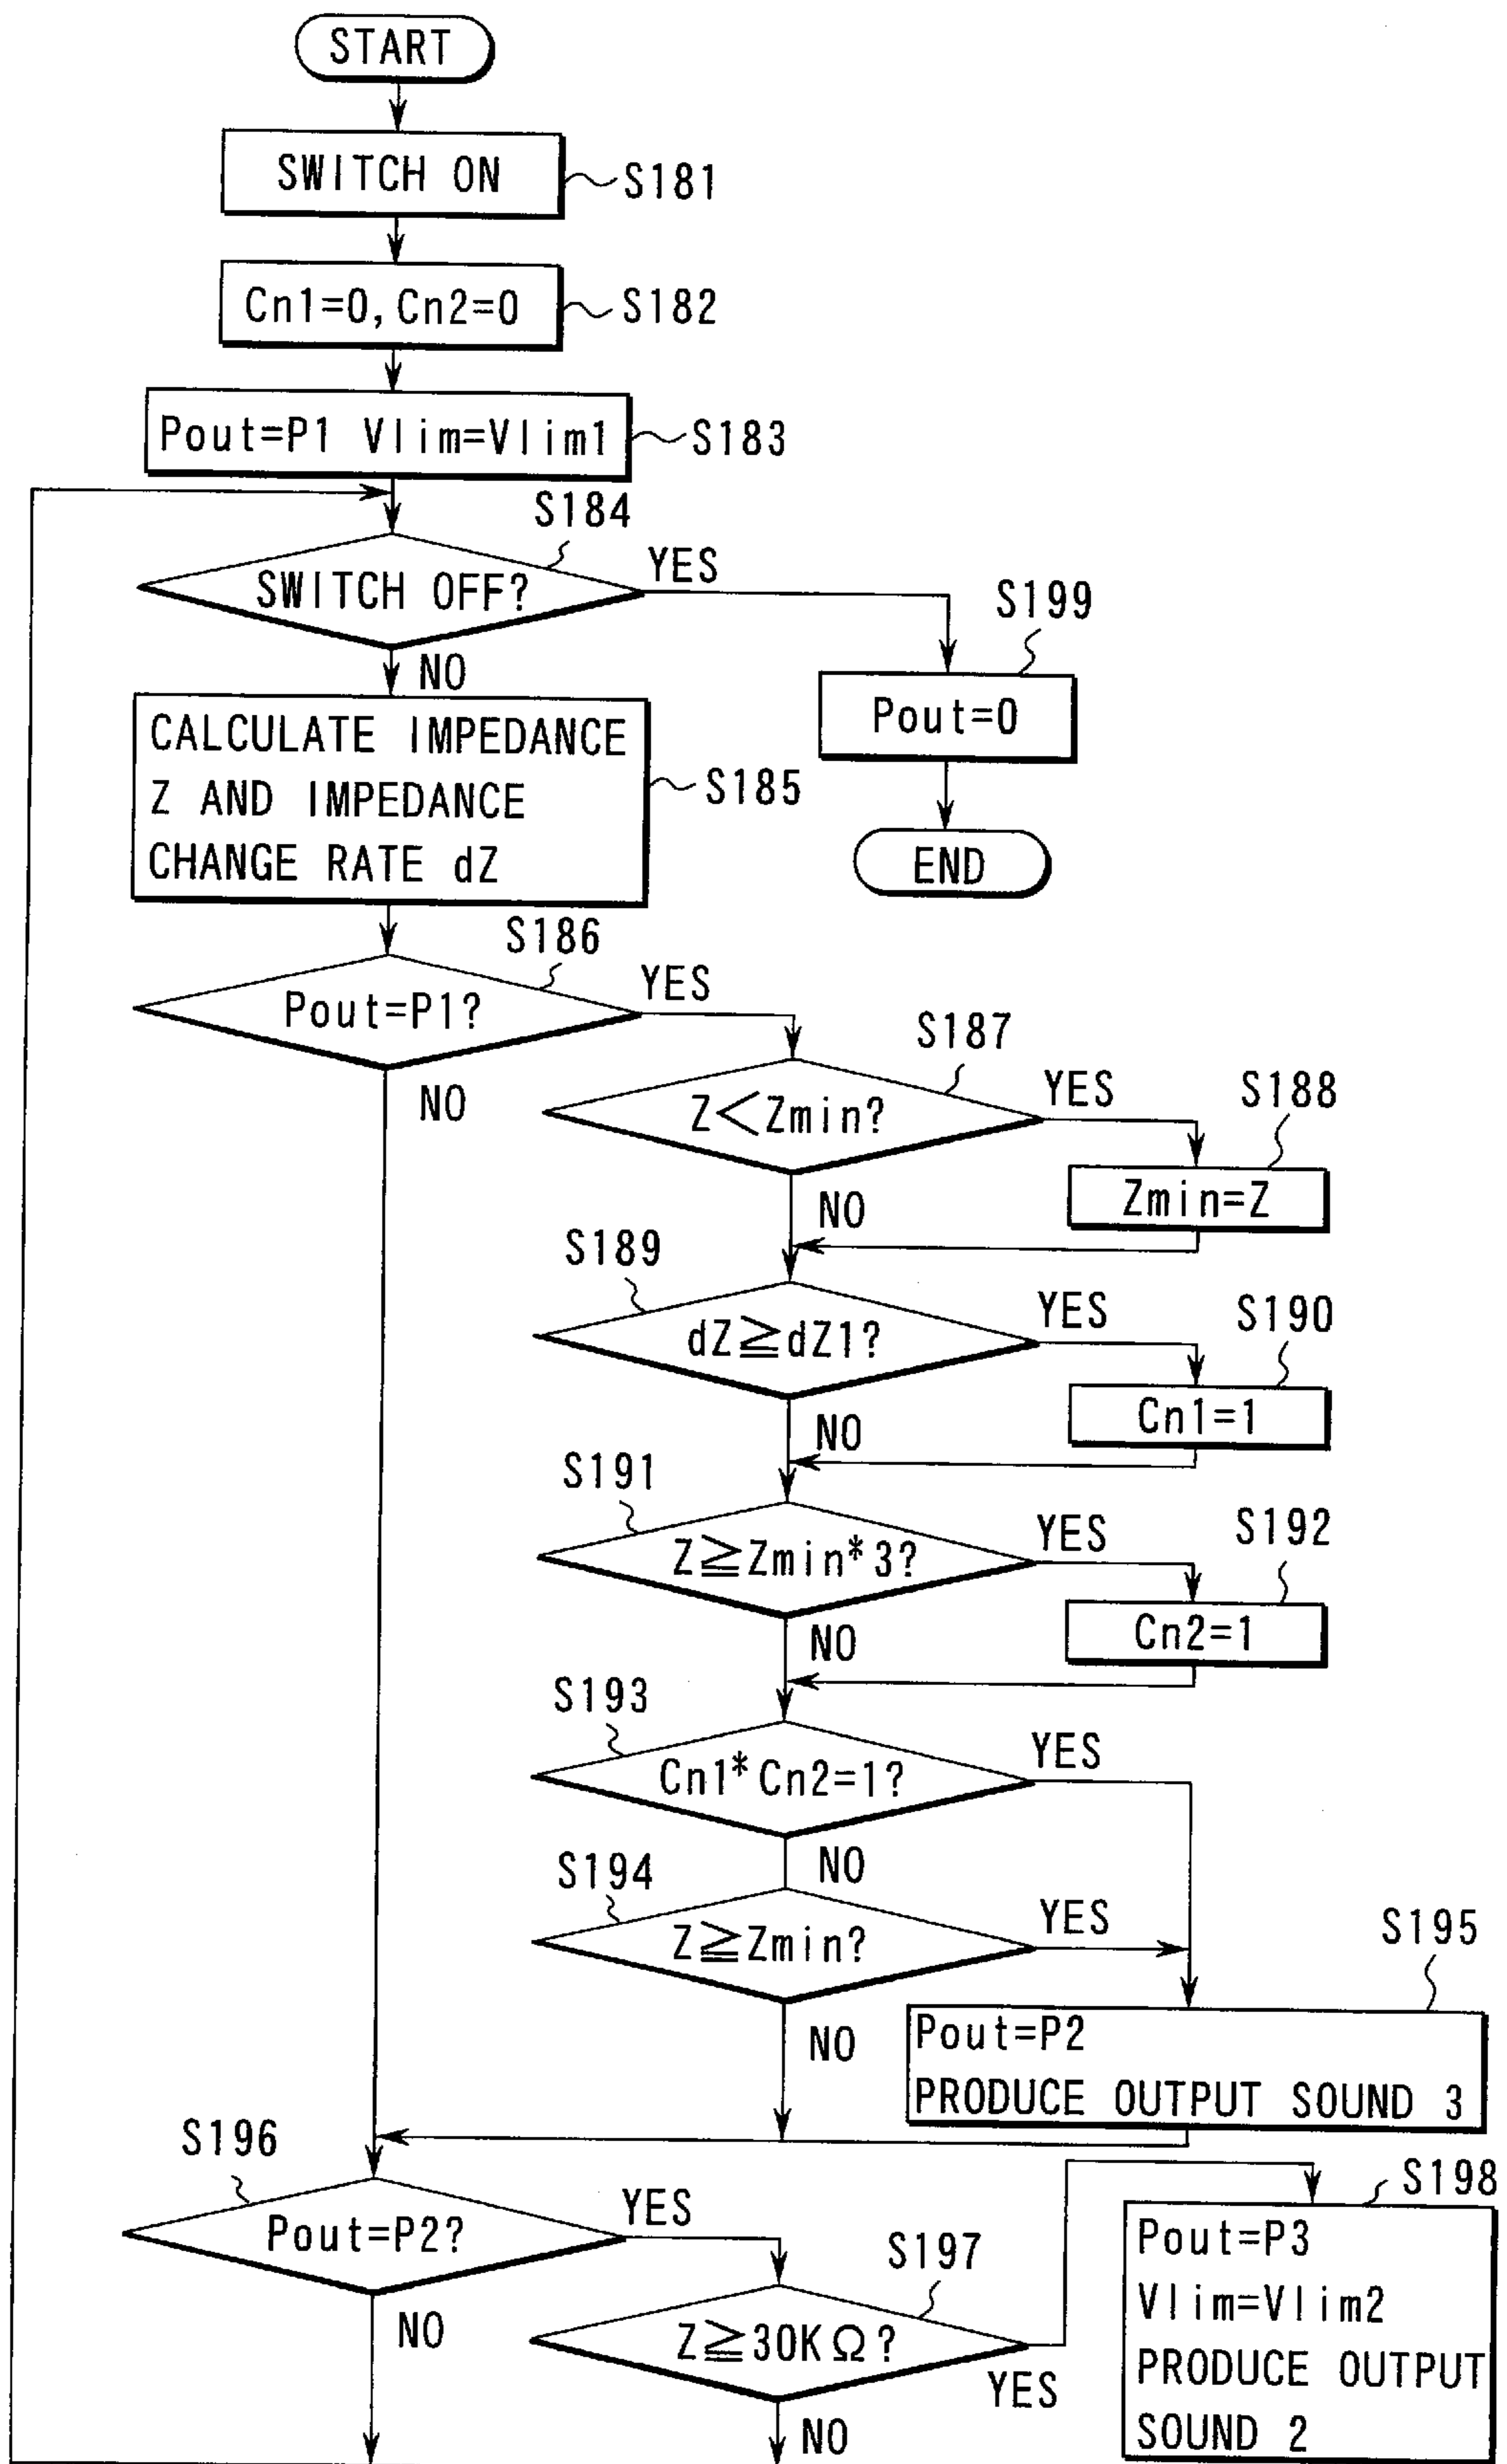 START
SWITCH ON
S181
Cn1=0, Cn2=0
S182
Pout=P1 Vlim=Vlim1
S183
S184
SWITCH OFF?
YES
NO
S199
Pout=0
END
CALCULATE IMPEDANCE
Z AND IMPEDANCE
CHANGE RATE dZ
S185
S186
Pout=P1?
YES
NO
S187
Z<Zmin?
YES
NO
S188
Zmin=Z
S189
dZ≧dZ1?
YES
NO
S190
Cn1=1
S191
Z≧Zmin*3?
YES
NO
S192
Cn2=1
S193
Cn1*Cn2=1?
YES
NO
S194
Z≧Zmin?
YES
NO
S195
Pout=P2
PRODUCE OUTPUT SOUND 3
S196
Pout=P2?
YES
NO
S197
Z≧30KΩ?
YES
NO
S198
Pout=P3
Vlim=Vlim2
PRODUCE OUTPUT
SOUND 2